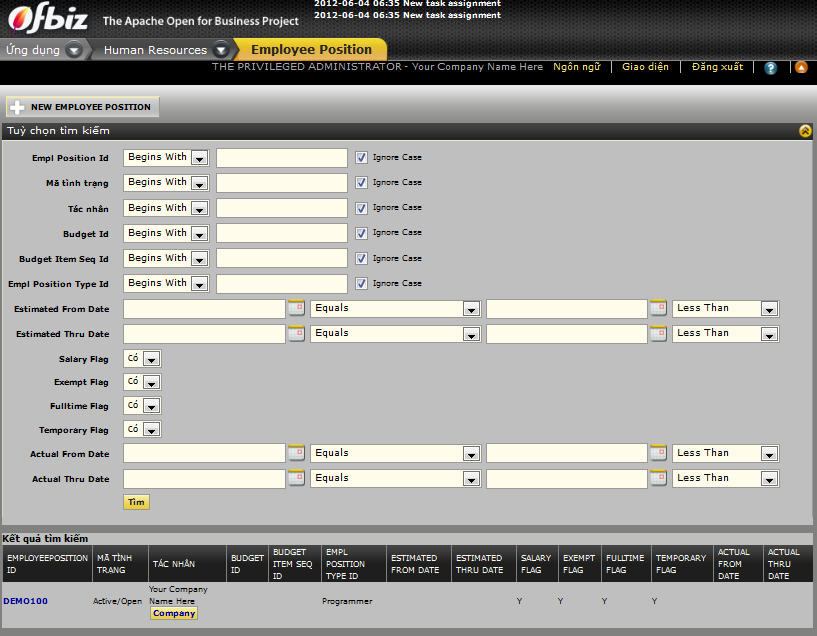 Ofbiz The Apache Open for Business Project
2012-06-04 06:35 New task assignment
2012-06-04 06:35 New task assignment
Ứng dụng Human Resources Employee Position
THE PRIVILEGED ADMINISTRATOR - Your Company Name Here Ngôn ngữ Giao diện Đăng xuất ?
NEW EMPLOYEE POSITION
Tuỳ chọn tìm kiếm
Empl Position Id Begins With Ignore Case
Mã tình trạng Begins With Ignore Case
Tác nhân Begins With Ignore Case
Budget Id Begins With Ignore Case
Budget Item Seq Id Begins With Ignore Case
Empl Position Type Id Begins With Ignore Case
Estimated From Date Equals Less Than
Estimated Thru Date Equals Less Than
Salary Flag Có
Exempt Flag Có
Fulltime Flag Có
Temporary Flag Có
Actual From Date Equals Less Than
Actual Thru Date Equals Less Than
Tìm
Kết quả tìm kiếm
EMPLOYEEPOSITION ID MÃ TÌNH TRẠNG TÁC NHÂN BUDGET ID BUDGET ITEM SEQ ID EMPL POSITION TYPE ID ESTIMATED FROM DATE ESTIMATED THRU DATE SALARY FLAG EXEMPT FLAG FULLTIME FLAG TEMPORARY FLAG ACTUAL FROM DATE ACTUAL THRU DATE
DEMO100 Active/Open Your Company Name Here Company Programmer Y Y Y Y